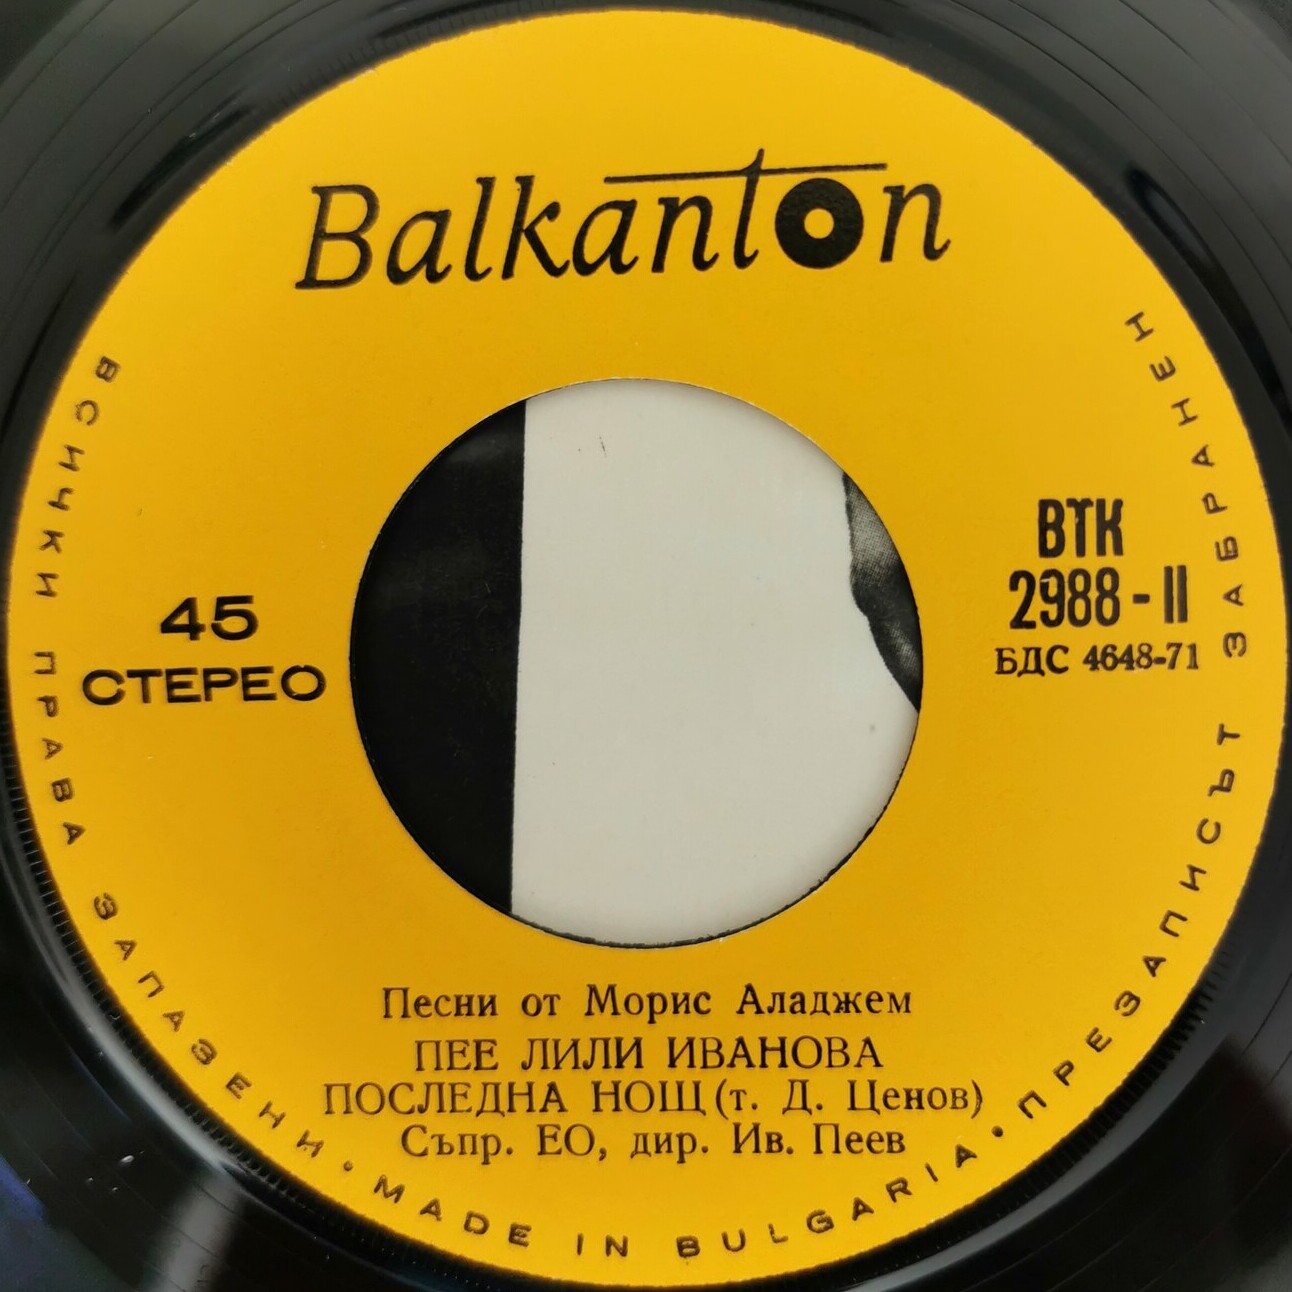 Balkanton
45
СТЕРЕО
ВТК
2988-II
БДС 4648-71
Песни от Морис Аладжем
ПЕЕ ЛИЛИ ИВАНОВА
ПОСЛЕДНА НОЩ (т. Д. Ценов)
Съпр. ЕО, дир. Ив. Пеев
ВСИЧКИ ПРАВА ЗАПАЗЕНИ • MADE IN BULGARIA • ПРЕЗАПИСЪТ ЗАБРАНЕН